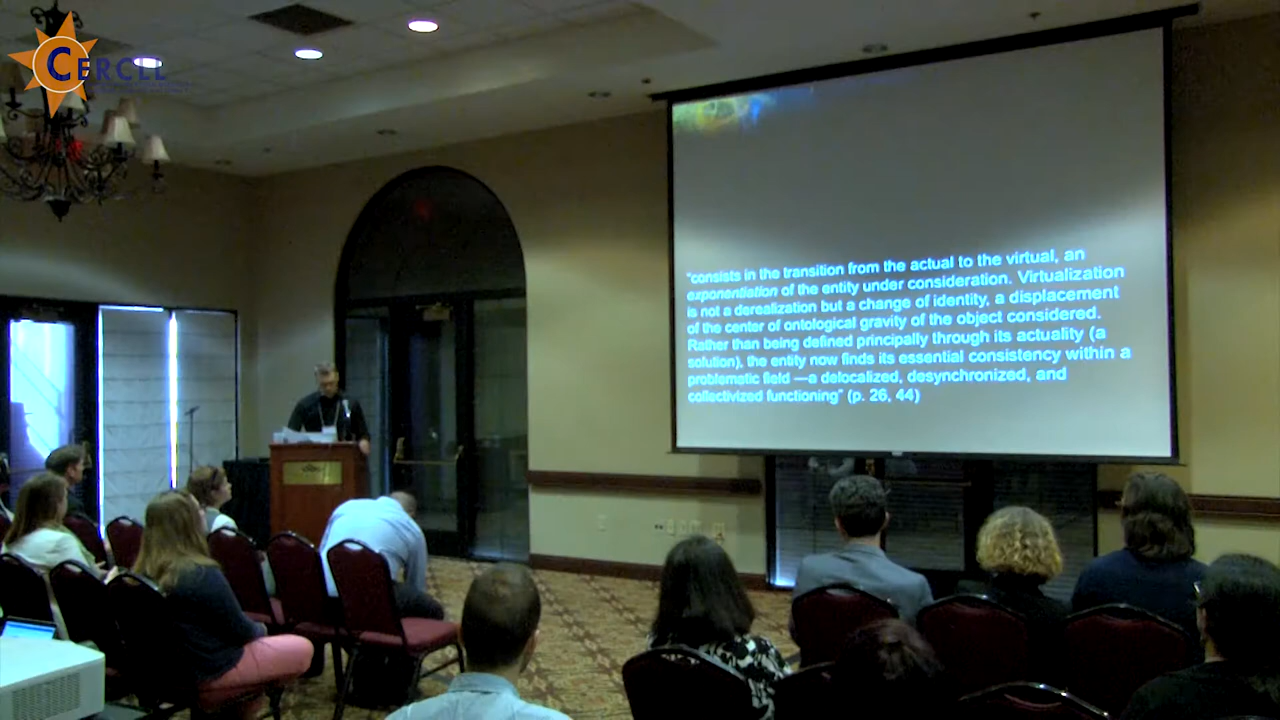 CERCLL
"consists in the transition from the actual to the virtual, an
exponentiation of the entity under consideration. Virtualization
is not a derealization but a change of identity, a displacement
of the center of ontological gravity of the object considered.
Rather than being defined principally through its actuality (a
solution), the entity now finds its essential consistency within a
problematic field —a delocalized, desynchronized, and
collectivized functioning" (p. 26, 44)